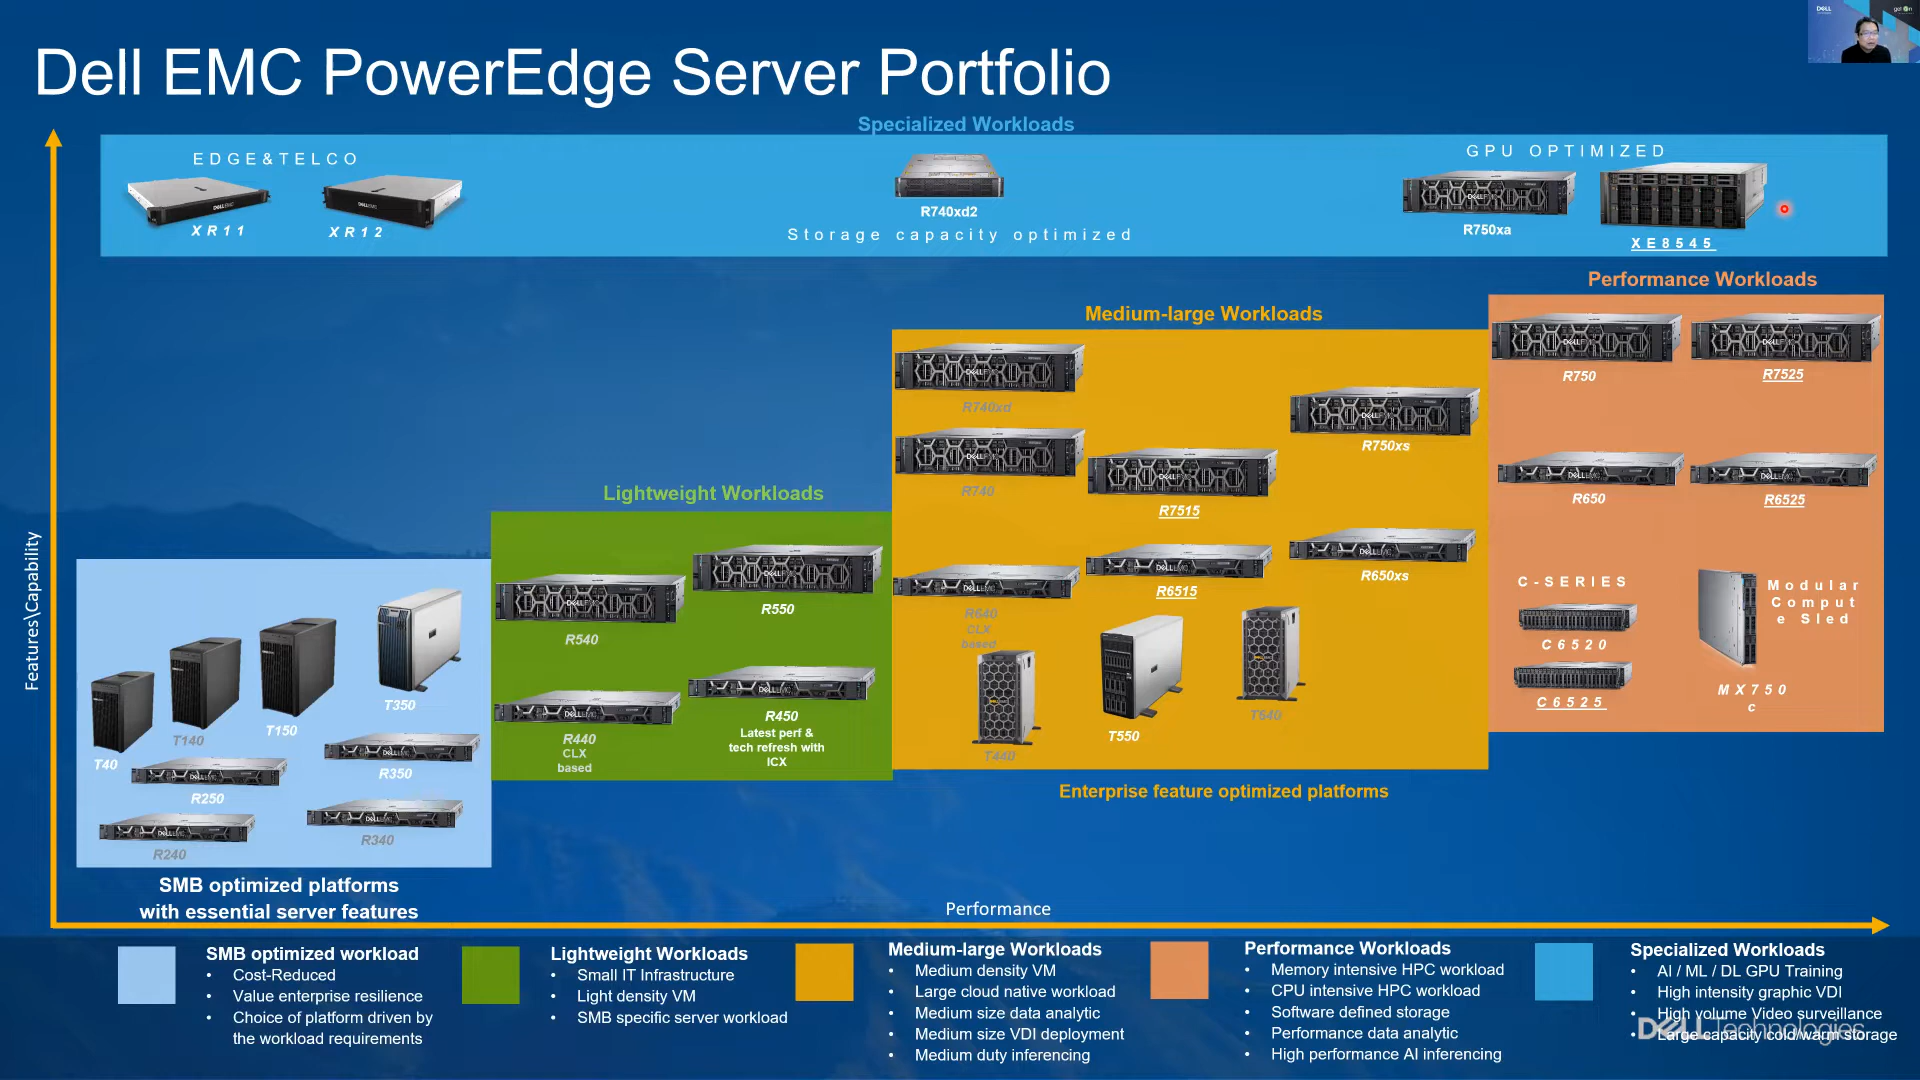 Dell EMC PowerEdge Server Portfolio
DELL
Specialized Workloads
EDGE&TELCO
XR11
XR12
R740xd2
Storage capacity optimized
GPU OPTIMIZED
R750xa
XE8545
Performance Workloads
R750
R7525
R650
R6525
C-SERIES
C6520
C6525
Modular
Comput
e Sled
MX750
c
Medium-large Workloads
R740xd
R740
R7515
R750xs
R640
CLX
based
R6515
R650xs
T440
T550
T640
Enterprise feature optimized platforms
Lightweight Workloads
R540
R550
R440
CLX
based
R450
Latest perf &
tech refresh with
ICX
T40
T140
T150
T350
R250
R350
R240
R340
SMB optimized platforms
with essential server features
Features\Capability
Performance
SMB optimized workload
• Cost-Reduced
• Value enterprise resilience
• Choice of platform driven by
the workload requirements
Lightweight Workloads
• Small IT Infrastructure
• Light density VM
• SMB specific server workload
Medium-large Workloads
• Medium density VM
• Large cloud native workload
• Medium size data analytic
• Medium size VDI deployment
• Medium duty inferencing
Performance Workloads
• Memory intensive HPC workload
• CPU intensive HPC workload
• Software defined storage
• Performance data analytic
• High performance AI inferencing
Specialized Workloads
• AI / ML / DL GPU Training
• High intensity graphic VDI
• High volume Video surveillance
• Large capacity cold/warm storage
DELL Technologies